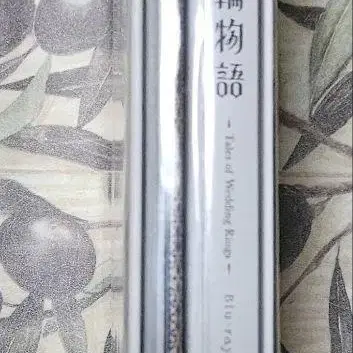 輪物語
- Tales of Wedding Rings -
Blu-ray